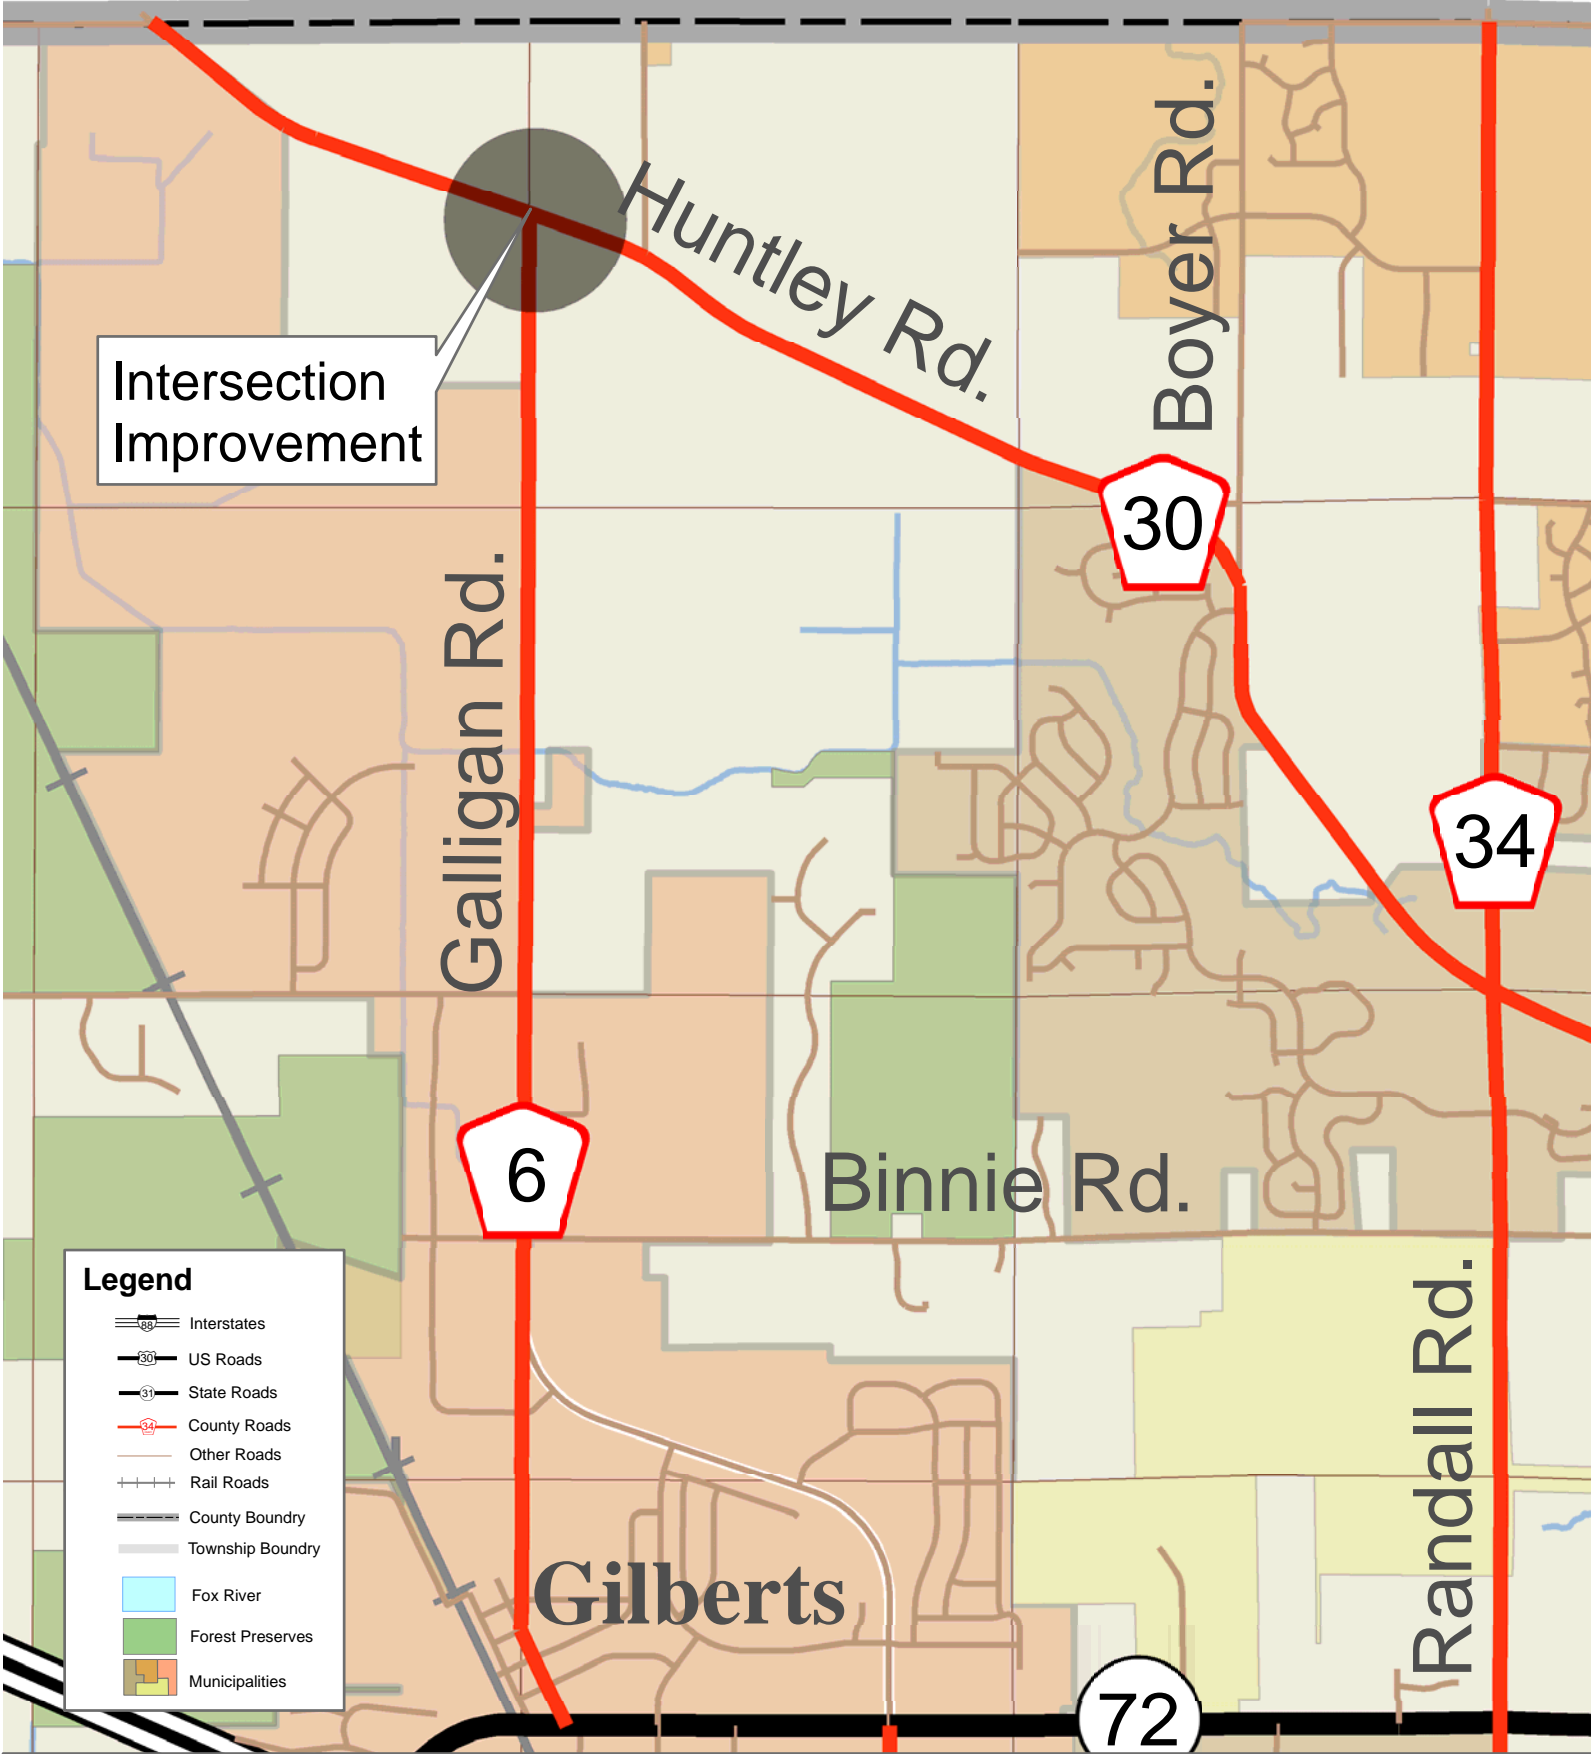 Huntley Rd.
Boyer Rd.
Intersection
Improvement
30
Galligan Rd.
34
6
Binnie Rd.
Legend
88 Interstates
30 US Roads
31 State Roads
34 County Roads
Other Roads
Rail Roads
County Boundry
Township Boundry
Fox River
Forest Preserves
Municipalities
Randall Rd.
Gilberts
72